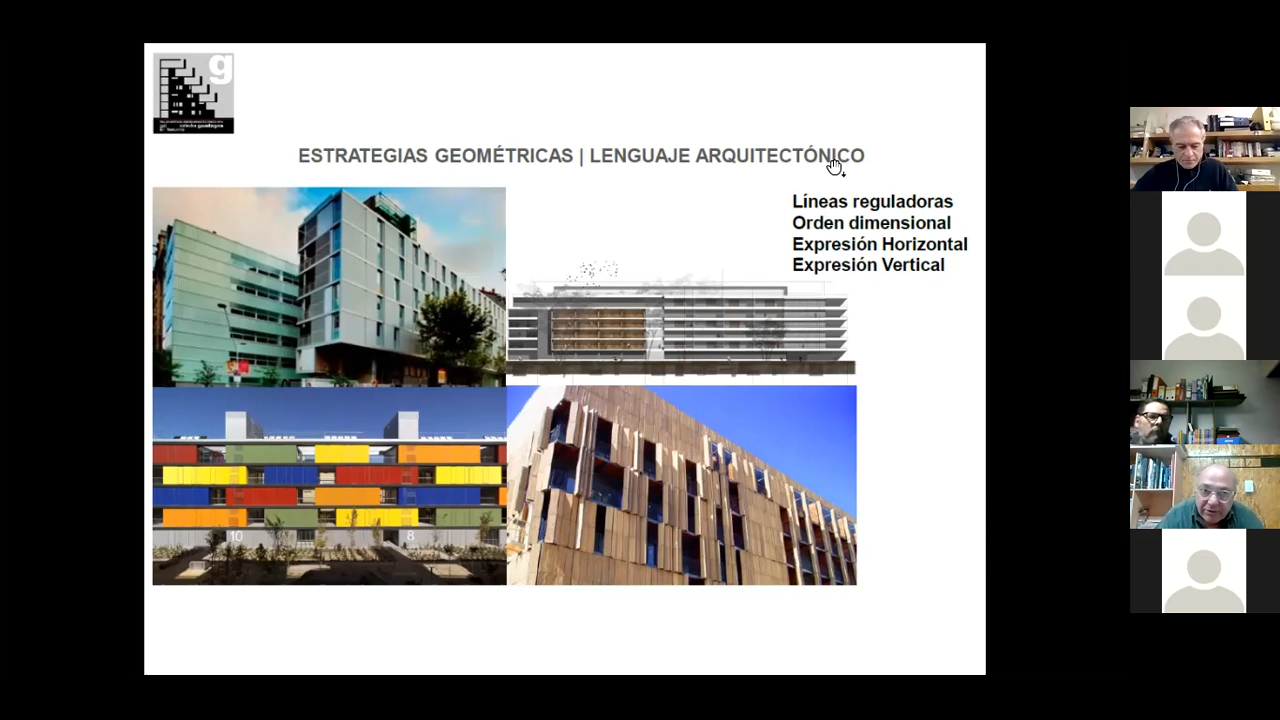 g
ESTRATEGIAS GEOMÉTRICAS | LENGUAJE ARQUITECTÓNICO
Líneas reguladoras
Orden dimensional
Expresión Horizontal
Expresión Vertical
10
8